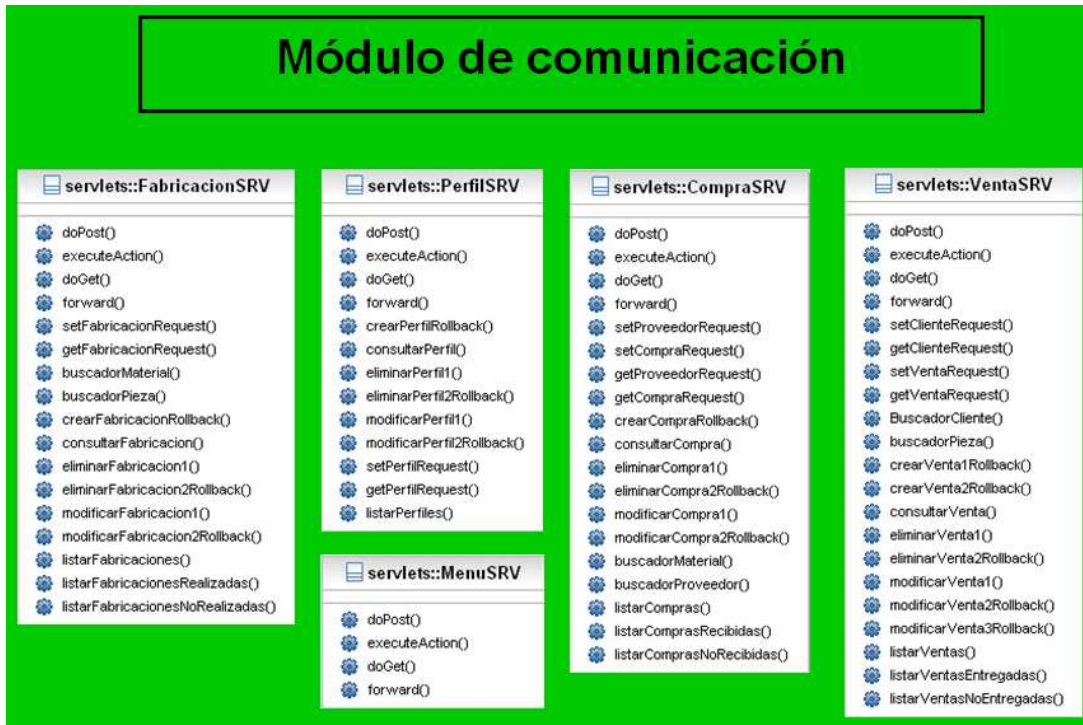 Módulo de comunicación
servlets::FabricacionSRV
doPost()
executeAction()
doGet()
forward()
setFabricacionRequest()
getFabricacionRequest()
buscadorMaterial()
buscadorPieza()
crearFabricacionRollback()
consultarFabricacion()
eliminarFabricacion1()
eliminarFabricacion2Rollback()
modificarFabricacion1()
modificarFabricacion2Rollback()
listarFabricaciones()
listarFabricacionesRealizadas()
listarFabricacionesNoRealizadas()
servlets::PerfilSRV
doPost()
executeAction()
doGet()
forward()
crearPerfilRollback()
consultarPerfil()
eliminarPerfil1()
eliminarPerfil2Rollback()
modificarPerfil1()
modificarPerfil2Rollback()
setPerfilRequest()
getPerfilRequest()
listarPerfiles()
servlets::MenuSRV
doPost()
executeAction()
doGet()
forward()
servlets::CompraSRV
doPost()
executeAction()
doGet()
forward()
setProveedorRequest()
setCompraRequest()
getProveedorRequest()
getCompraRequest()
crearCompraRollback()
consultarCompra()
eliminarCompra1()
eliminarCompra2Rollback()
modificarCompra1()
modificarCompra2Rollback()
buscadorMaterial()
buscadorProveedor()
listarCompras()
listarComprasRecibidas()
listarComprasNoRecibidas()
servlets::VentaSRV
doPost()
executeAction()
doGet()
forward()
setClienteRequest()
getClienteRequest()
setVentaRequest()
getVentaRequest()
BuscadorCliente()
buscadorPieza()
crearVenta1Rollback()
crearVenta2Rollback()
consultarVenta()
eliminarVenta1()
eliminarVenta2Rollback()
modificarVenta1()
modificarVenta2Rollback()
modificarVenta3Rollback()
listarVentas()
listarVentasEntregadas()
listarVentasNoEntregadas()